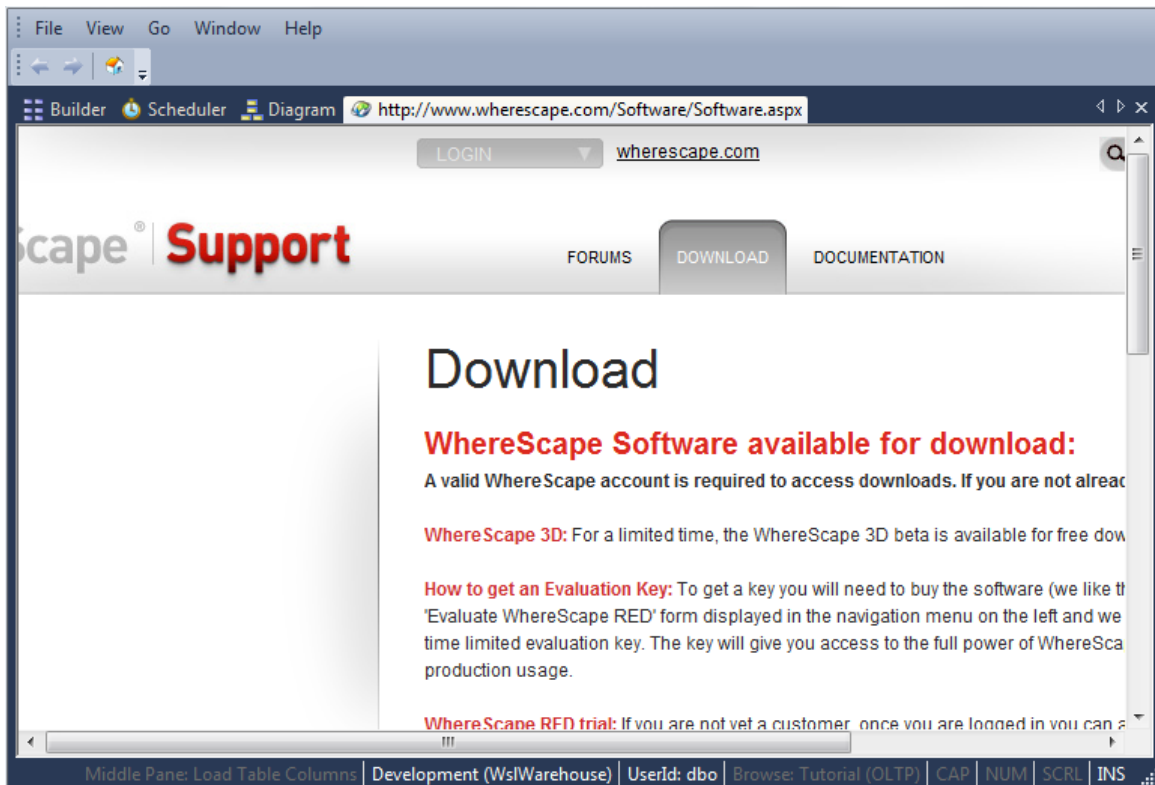 File View Go Window Help
Builder Scheduler Diagram http://www.wherescape.com/Software/Software.aspx
LOGIN wherescape.com
Scape® Support
FORUMS DOWNLOAD DOCUMENTATION
Download
WhereScape Software available for download:
A valid WhereScape account is required to access downloads. If you are not alread
WhereScape 3D: For a limited time, the WhereScape 3D beta is available for free dow
How to get an Evaluation Key: To get a key you will need to buy the software (we like th
'Evaluate WhereScape RED' form displayed in the navigation menu on the left and we
time limited evaluation key. The key will give you access to the full power of WhereSca
production usage.
WhereScape RED trial: If you are not yet a customer, once you are logged in you can a
Middle Pane: Load Table Columns Development (WslWarehouse) UserId: dbo Browse: Tutorial (OLTP) CAP NUM SCRL INS